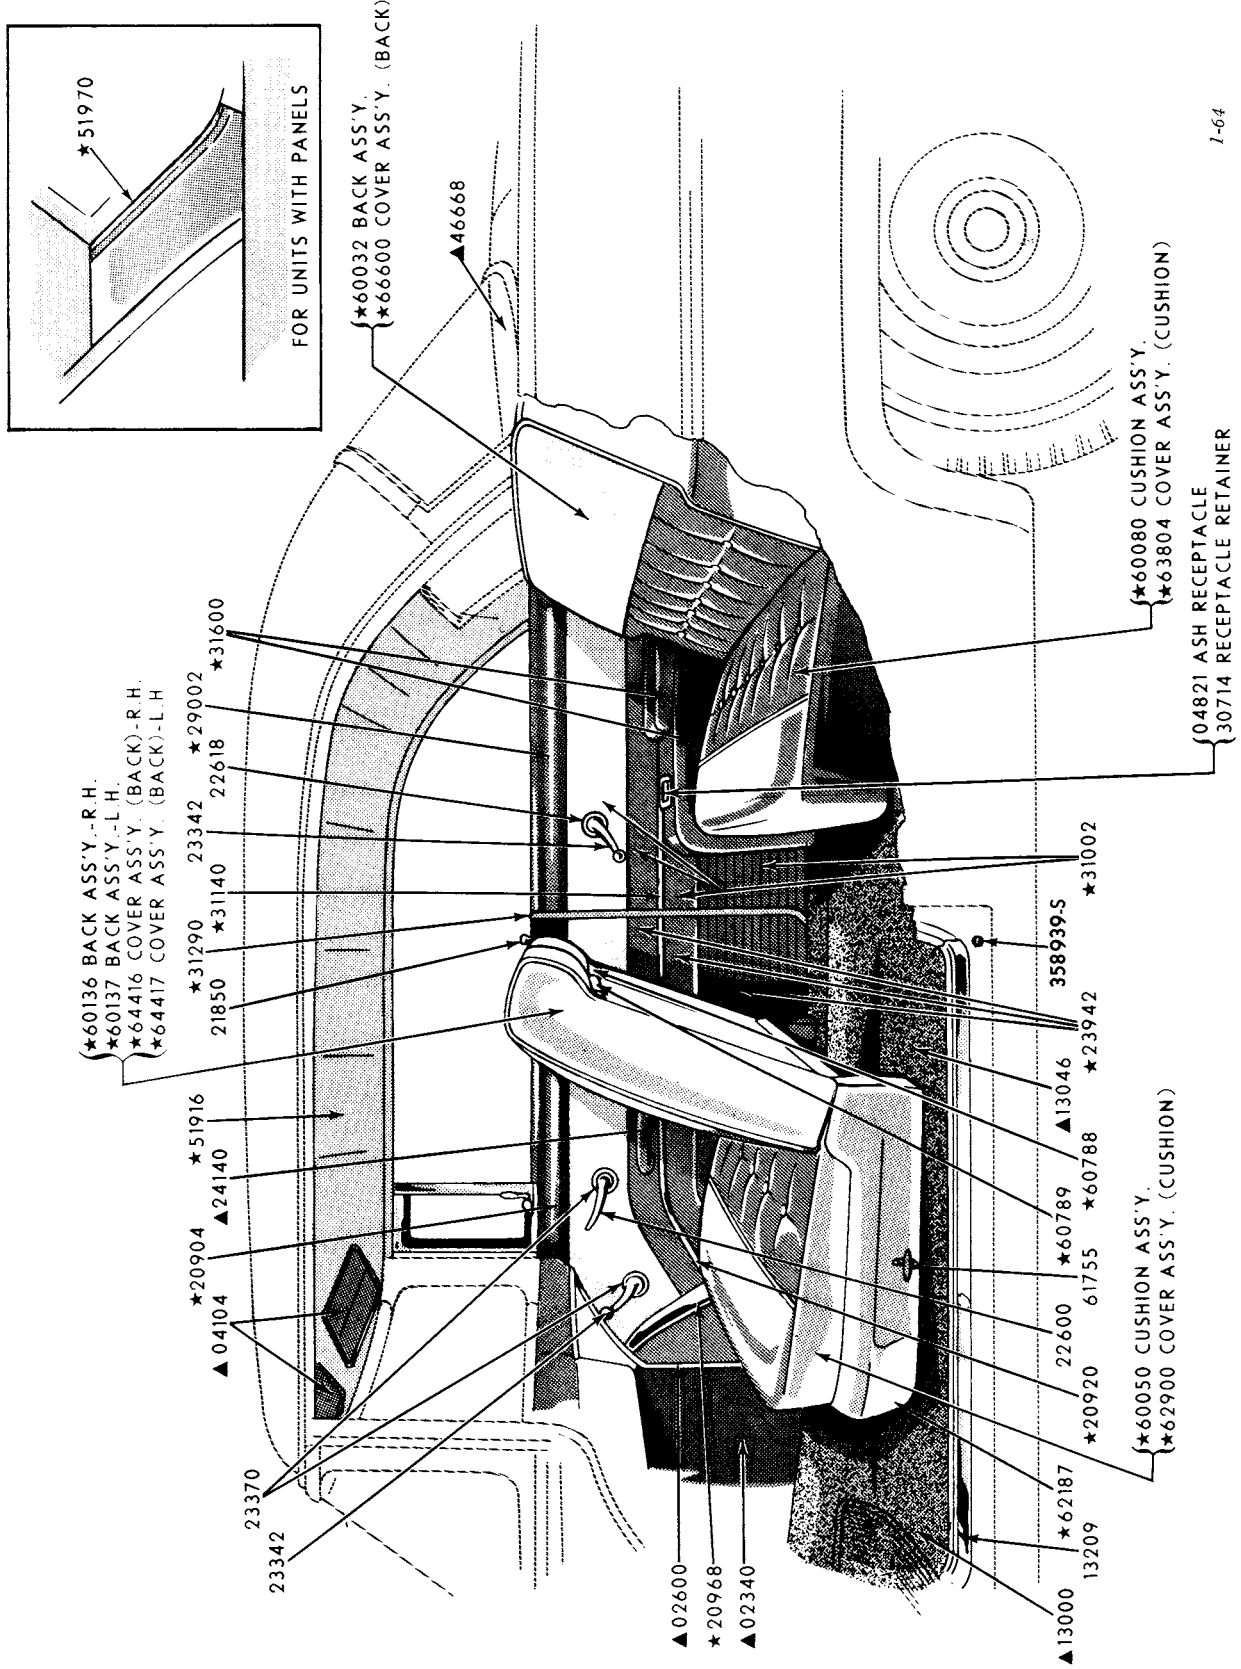 ★60136 BACK ASS'Y.-R.H.
★60137 BACK ASS'Y.-L.H.
★64416 COVER ASS'Y. (BACK)-R.H.
★64417 COVER ASS'Y. (BACK)-L.H
★51970
FOR UNITS WITH PANELS
★60032 BACK ASS'Y.
★66600 COVER ASS'Y. (BACK)
▲46668
23370
23342
▲04104
★20904
▲24140
★51916
21850
★31290
★31140
23342
22618
★29002
★31600
▲02600
★20968
▲02340
▲13000
13209
★62187
★20920
22600
61755
★60789
★60788
▲13046
★23942
358939-S
★31002
★60050 CUSHION ASS'Y.
★62900 COVER ASS'Y. (CUSHION)
04821 ASH RECEPTACLE
30714 RECEPTACLE RETAINER
★60080 CUSHION ASS'Y.
★63804 COVER ASS'Y. (CUSHION)
1-64